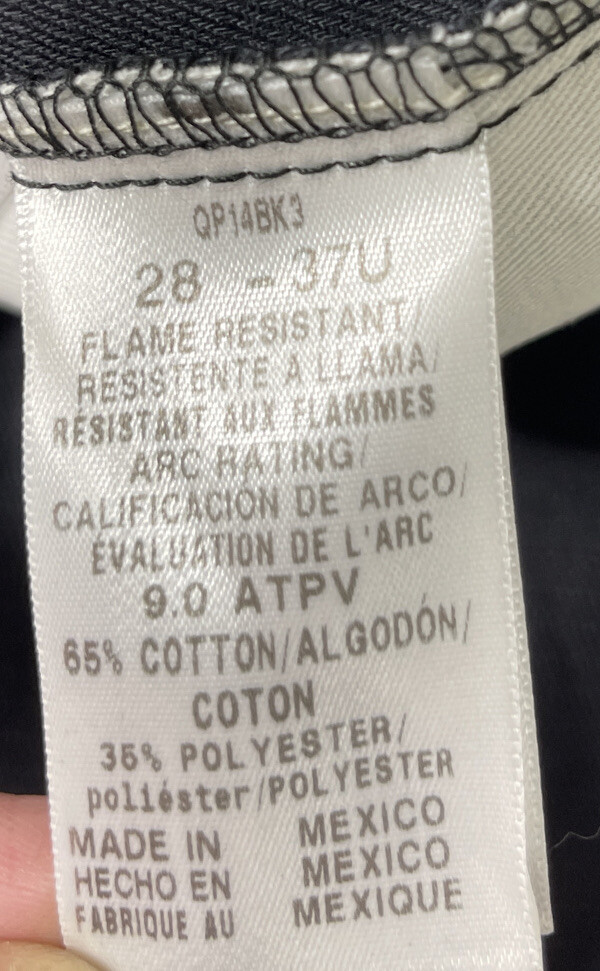 QP14BK3
28 - 37U
FLAME RESISTANT/
RESISTENTE A LLAMA/
RÉSISTANT AUX FLAMMES
ARC RATING/
CALIFICACION DE ARCO/
ÉVALUATION DE L'ARC
9.0 ATPV
65% COTTON/ALGODÓN/
COTON
35% POLYESTER/
poliéster/POLYESTER
MADE IN MEXICO
HECHO EN MEXICO
FABRIQUE AU MEXIQUE